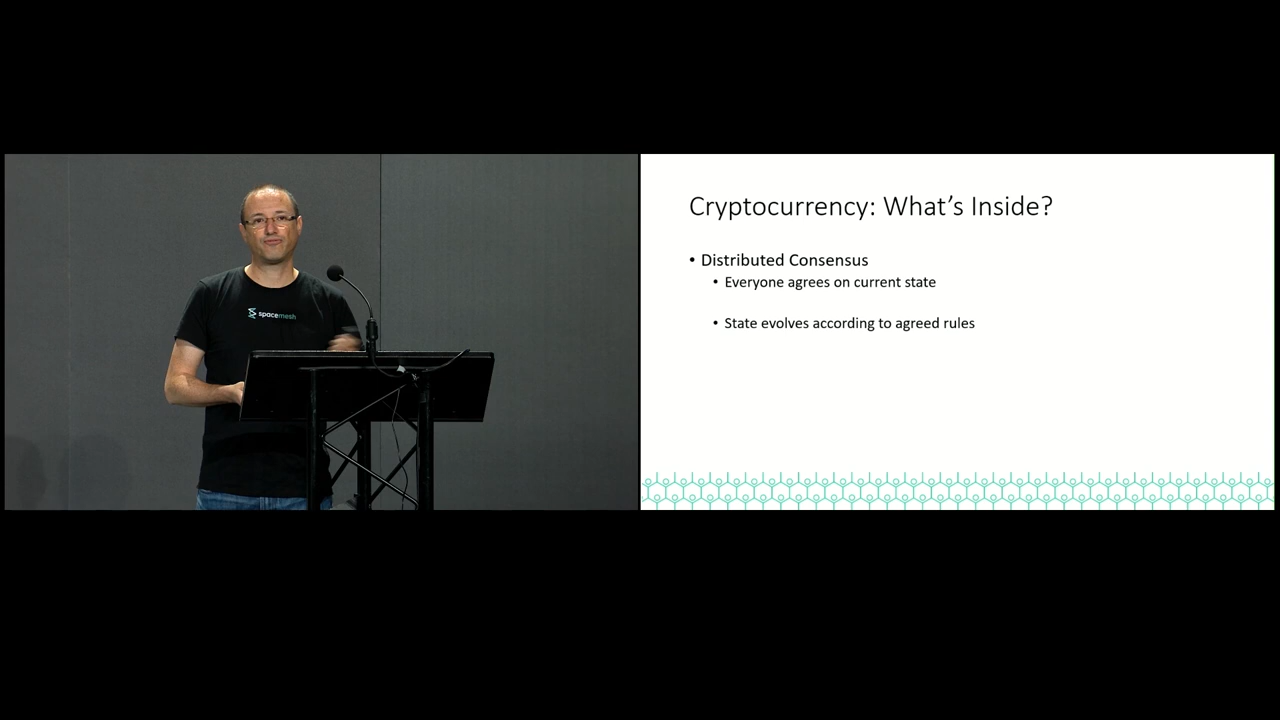 spacemesh
Cryptocurrency: What's Inside?
• Distributed Consensus
• Everyone agrees on current state
• State evolves according to agreed rules